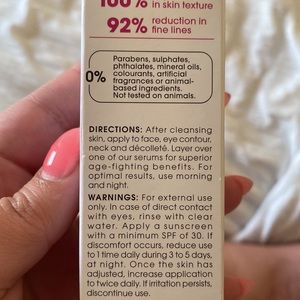 100% in skin texture
92% reduction in
fine lines
0%
Parabens, sulphates,
phthalates, mineral oils,
colourants, artificial
fragrances or animal-
based ingredients.
Not tested on animals.
DIRECTIONS: After cleansing
skin, apply to face, eye contour,
neck and décolleté. Layer over
one of our serums for superior
age-fighting benefits. For
optimal results, use morning
and night.
WARNINGS: For external use
only. In case of direct contact
with eyes, rinse with clear
water. Apply a sunscreen
with a minimum SPF of 30. If
discomfort occurs, reduce use
to 1 time daily during 3 to 5 days,
at night. Once the skin has
adjusted, increase application
to twice daily. If irritation persists,
discontinue use.